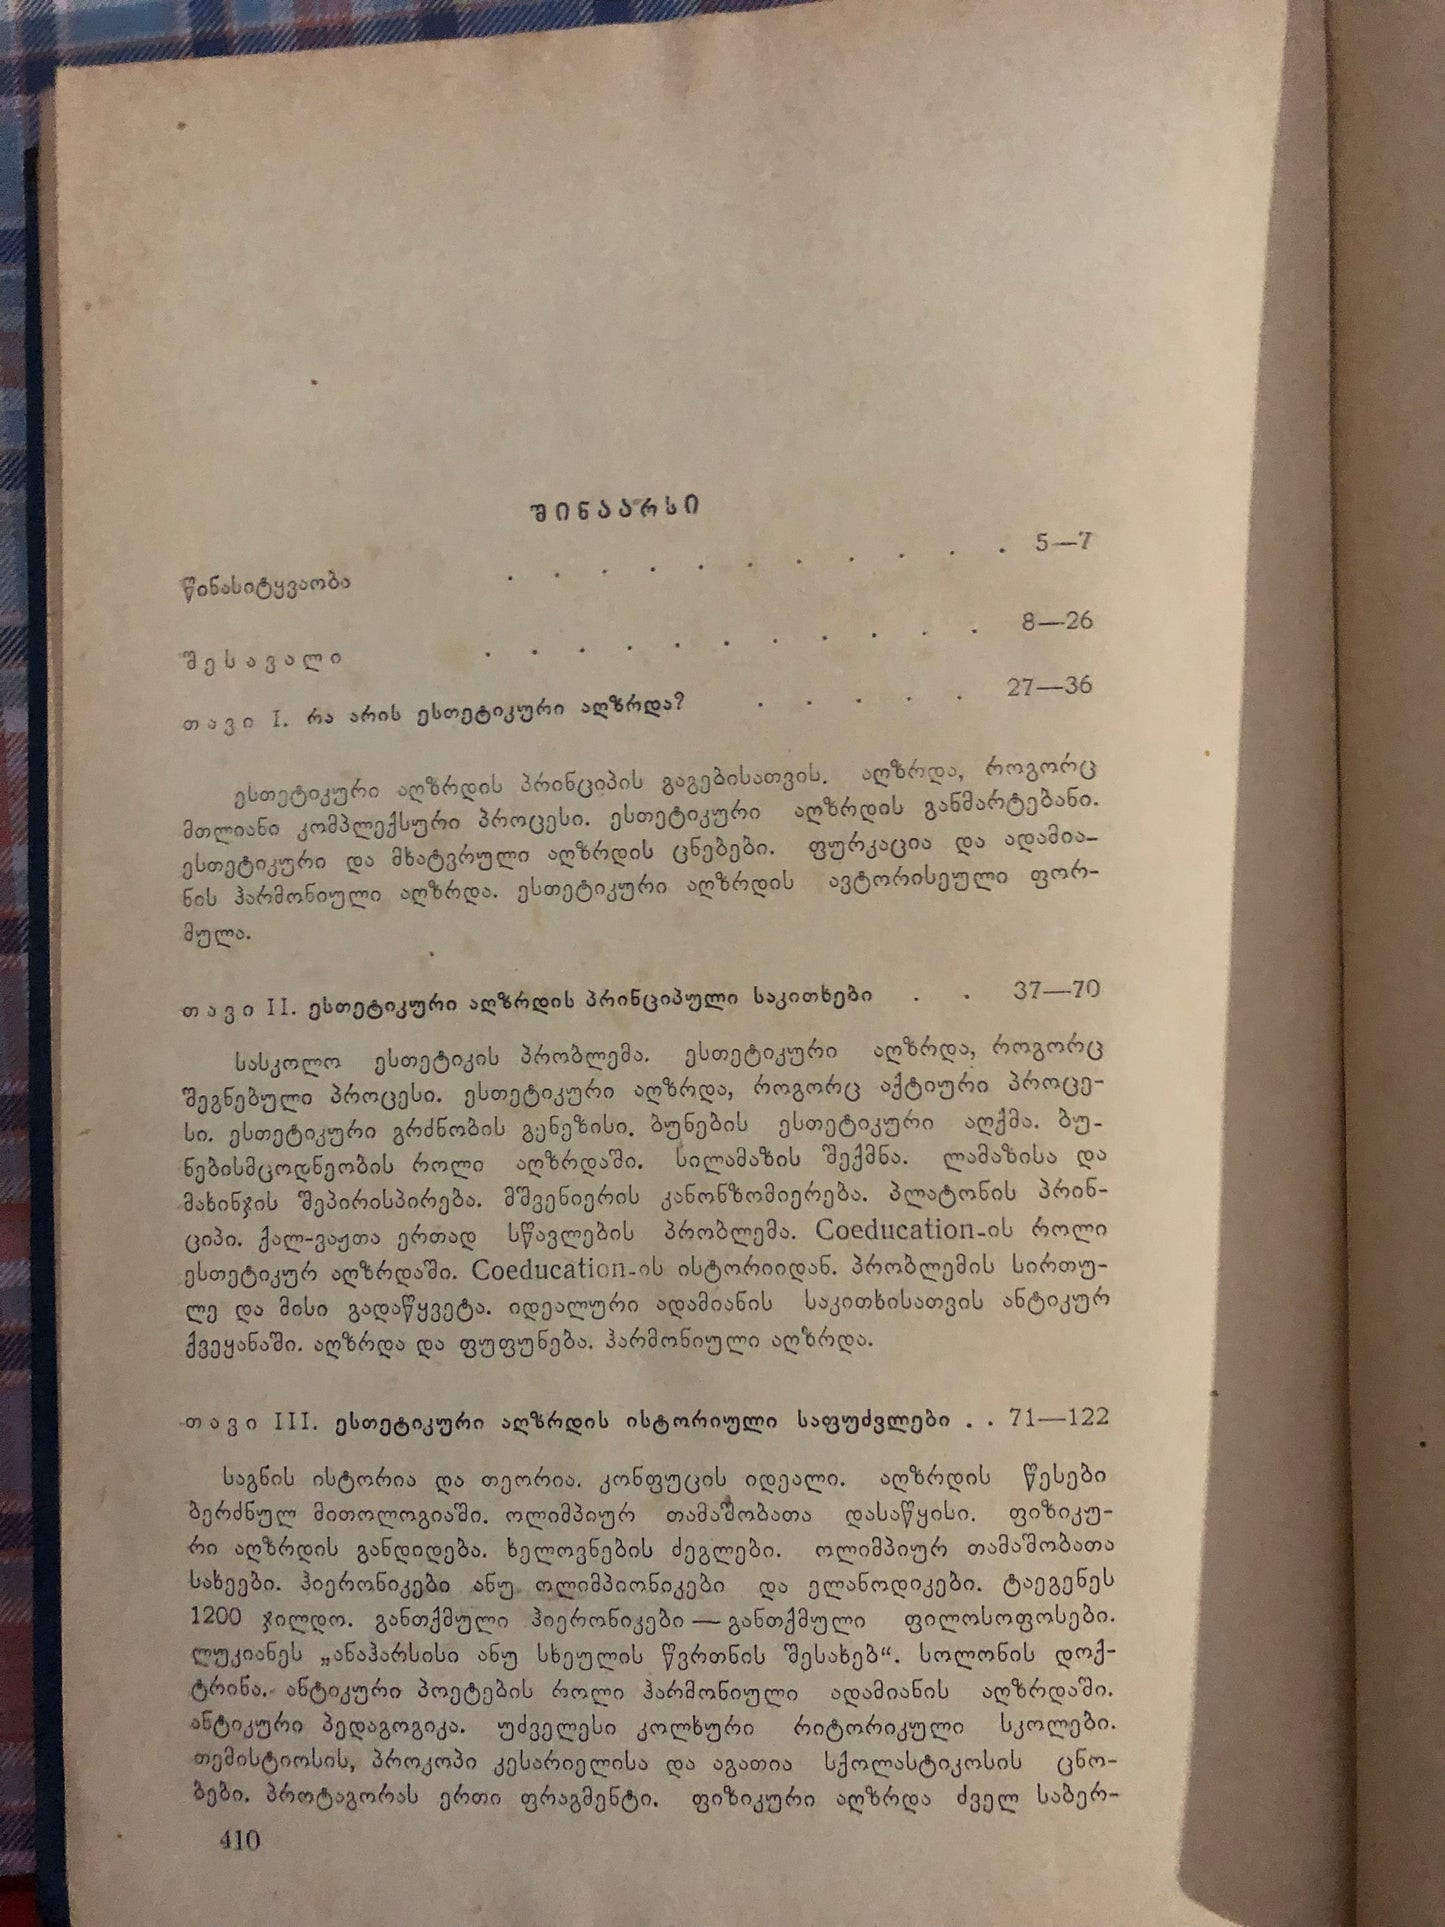 შინაარსი
წინასიტყვაობა . . . . . . . . . . . 5—7
შესავალი . . . . . . . . . . . 8—26
თავი I. რა არის ესთეტიკური აღზრდა? . . . . . 27—36
ესთეტიკური აღზრდის პრინციპის გაგებისათვის. აღზრდა, როგორც
მთლიანი კომპლექსური პროცესი. ესთეტიკური აღზრდის განმარტებანი.
ესთეტიკური და მხატვრული აღზრდის ცნებები. ფურკაცია და ადამია-
ნის ჰარმონიული აღზრდა. ესთეტიკური აღზრდის ავტორისეული ფორ-
მულა.
თავი II. ესთეტიკური აღზრდის პრინციპული საკითხები . . 37—70
სასკოლო ესთეტიკის პრობლემა. ესთეტიკური აღზრდა, როგორც
შეგნებული პროცესი. ესთეტიკური აღზრდა, როგორც აქტიური პროცე-
სი. ესთეტიკური გრძნობის გენეზისი. ბუნების ესთეტიკური აღქმა. ბუ-
ნებისმცოდნეობის როლი აღზრდაში. სილამაზის შექმნა. ლამაზისა და
მახინჯის შეპირისპირება. მშვენიერის კანონზომიერება. პლატონის პრინ-
ციპი. ქალ-ვაჟთა ერთად სწავლების პრობლემა. Coeducation-ის როლი
ესთეტიკურ აღზრდაში. Coeducation-ის ისტორიიდან. პრობლემის სირთუ-
ლე და მისი გადაწყვეტა. იდეალური ადამიანის საკითხისათვის ანტიკურ
ქვეყანაში. აღზრდა და ფუფუნება. ჰარმონიული აღზრდა.
თავი III. ესთეტიკური აღზრდის ისტორიული საფუძვლები . . 71—122
საგნის ისტორია და თეორია. კონფუცის იდეალი. აღზრდის წესები
ბერძნულ მითოლოგიაში. ოლიმპიურ თამაშობათა დასაწყისი. ფიზიკუ-
რი აღზრდის განდიდება. ხელოვნების ძეგლები. ოლიმპიურ თამაშობათა
სახეები. ჰიერონიკები ანუ ოლიმპიონიკები და ელანოდიკები. ტაეგენეს
1200 ჯილდო. განთქმული ჰიერონიკები — განთქმული ფილოსოფოსები.
ლუკიანეს „ანაჰარსისი ანუ სხეულის წვრთნის შესახებ“. სოლონის დოქ-
ტრინა. ანტიკური პოეტების როლი ჰარმონიული ადამიანის აღზრდაში.
ანტიკური პედაგოგიკა. უძველესი კოლხური რიტორიკული სკოლები.
თემისტიოსის, პროკოპი კესარიელისა და აგათია სქოლასტიკოსის ცნო-
ბები. პროტაგორას ერთი ფრაგმენტი. ფიზიკური აღზრდა ძველ საბერ-
410